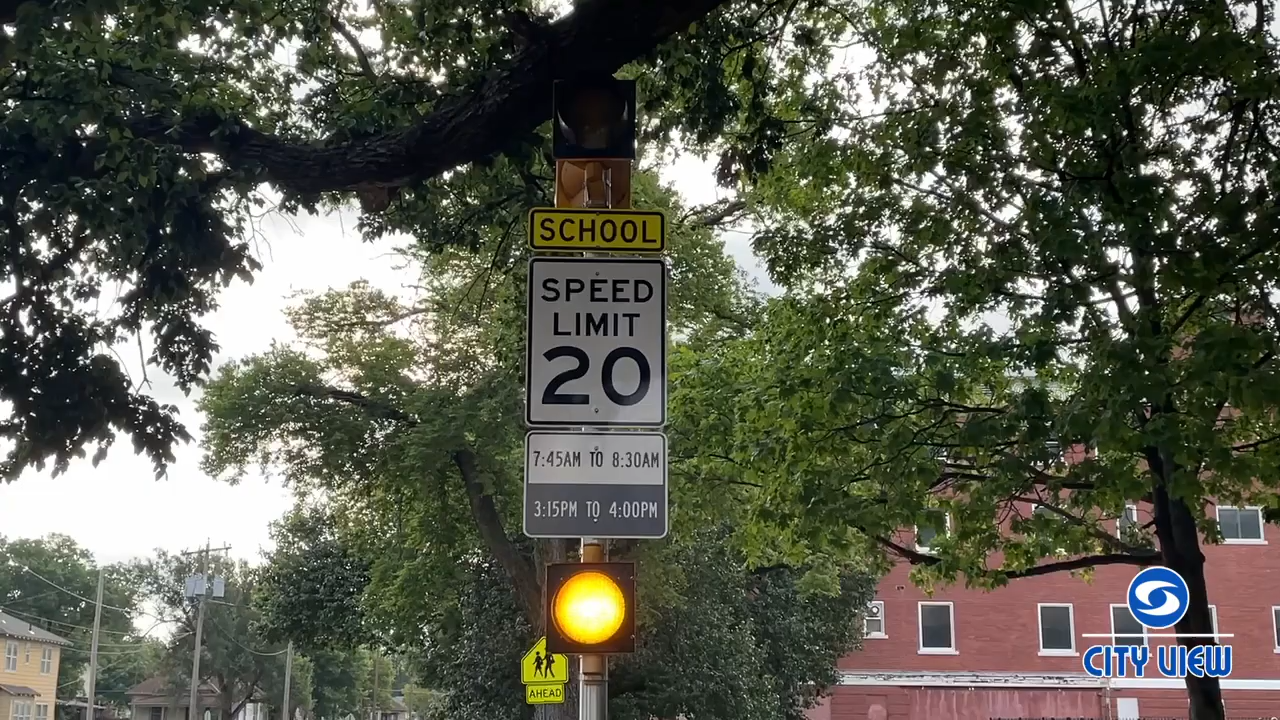 SCHOOL
SPEED
LIMIT
20
7:45AM TO 8:30AM
3:15PM TO 4:00PM
AHEAD
CITY VIEW